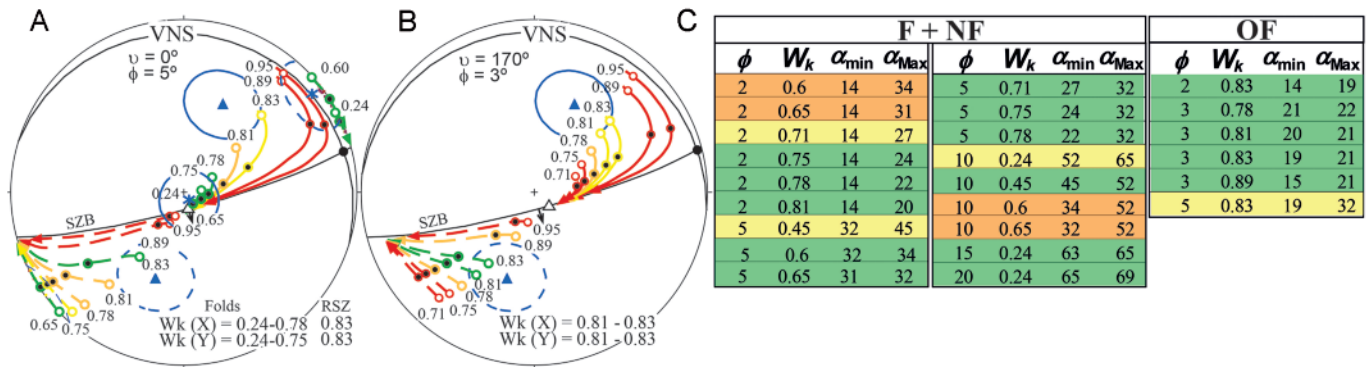 A
VNS
υ = 0º
ϕ = 5º
0.95
0.89
0.60
0.83
0.24
0.81
0.78
0.75
0.24
0.65
SZB
0.95
0.89
0.83
0.81
0.78
0.65
0.75
Folds RSZ
Wk (X) = 0.24-0.78 0.83
Wk (Y) = 0.24-0.75 0.83
B
VNS
υ = 170º
ϕ = 3º
0.95
0.89
0.83
0.81
0.78
0.75
0.71
SZB
0.95
0.89
0.83
0.81
0.78
0.75
0.71
Wk (X) = 0.81 - 0.83
Wk (Y) = 0.81 - 0.83
C
F + NF
ϕ Wk αmin αMax
2 0.6 14 34
2 0.65 14 31
2 0.71 14 27
2 0.75 14 24
2 0.78 14 22
2 0.81 14 20
5 0.45 32 45
5 0.6 32 34
5 0.65 31 32
ϕ Wk αmin αMax
5 0.71 27 32
5 0.75 24 32
5 0.78 22 32
10 0.24 52 65
10 0.45 45 52
10 0.6 34 52
10 0.65 32 52
15 0.24 63 65
20 0.24 65 69
OF
ϕ Wk αmin αMax
2 0.83 14 19
3 0.78 21 22
3 0.81 20 21
3 0.83 19 21
3 0.89 15 21
5 0.83 19 32